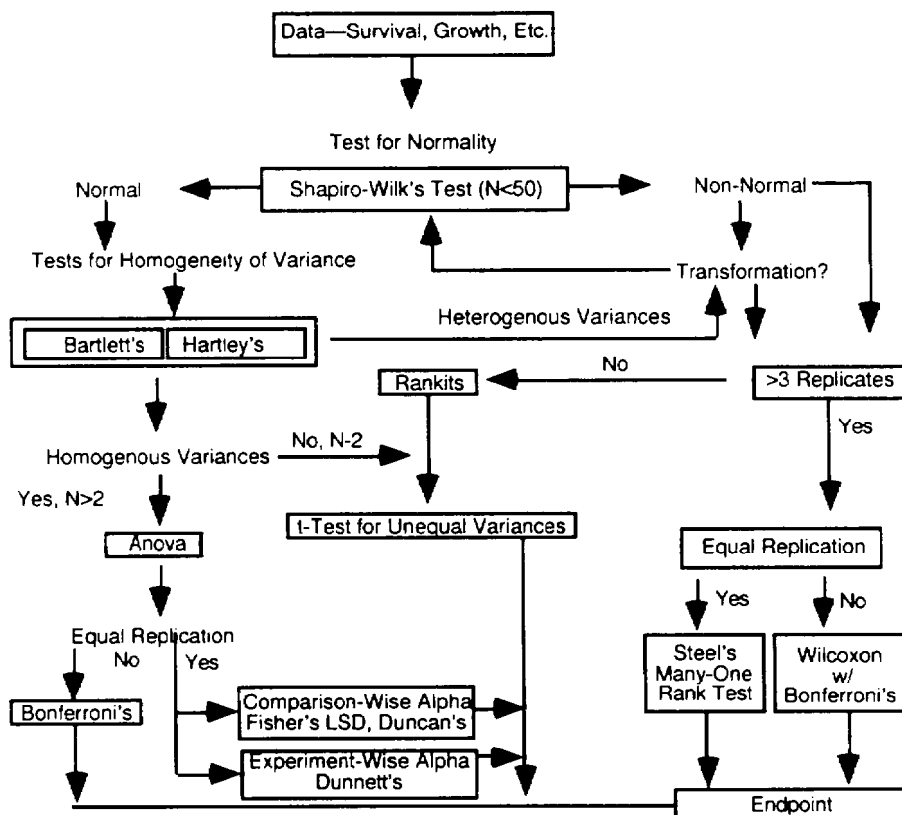 Data—Survival, Growth, Etc.
Test for Normality
Normal
Shapiro-Wilk's Test (N<50)
Non-Normal
Tests for Homogeneity of Variance
Transformation?
Heterogenous Variances
Bartlett's
Hartley's
Rankits
No
>3 Replicates
Yes
No, N-2
Homogenous Variances
Yes, N>2
t-Test for Unequal Variances
Anova
Equal Replication
Yes
No
Equal Replication
No
Yes
Steel's
Many-One
Rank Test
Wilcoxon
w/
Bonferroni's
Bonferroni's
Comparison-Wise Alpha
Fisher's LSD, Duncan's
Experiment-Wise Alpha
Dunnett's
Endpoint